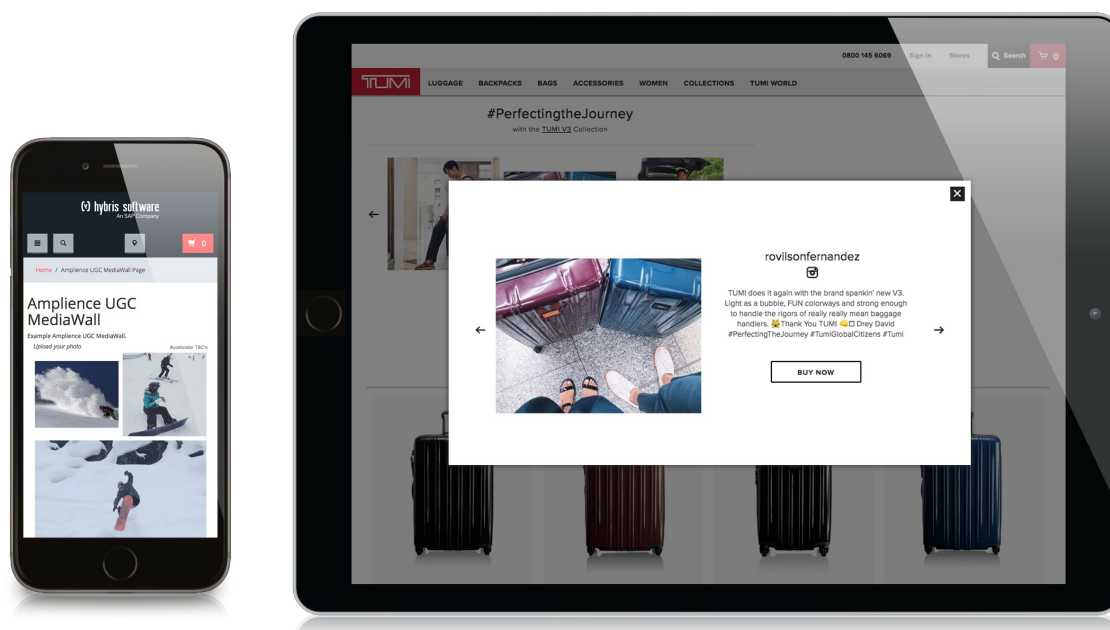 (·) hybris software
An SAP Company
0
Home / Amplience UGC MediaWall Page
Amplience UGC
MediaWall
Example Amplience UGC MediaWall.
Upload your photo
Accelerator T&C's
0800 145 6069
Sign In
Stores
Search
0
TUMI
LUGGAGE
BACKPACKS
BAGS
ACCESSORIES
WOMEN
COLLECTIONS
TUMI WORLD
#PerfectingtheJourney
with the TUMI V3 Collection
rovilsonfernandez
TUMI does it again with the brand spankin' new V3.
Light as a bubble, FUN colorways and strong enough
to handle the rigors of really really mean baggage
handlers. 😹Thank You TUMI 👊□ Drey David
#PerfectingTheJourney #TumiGlobalCitizens #Tumi
BUY NOW